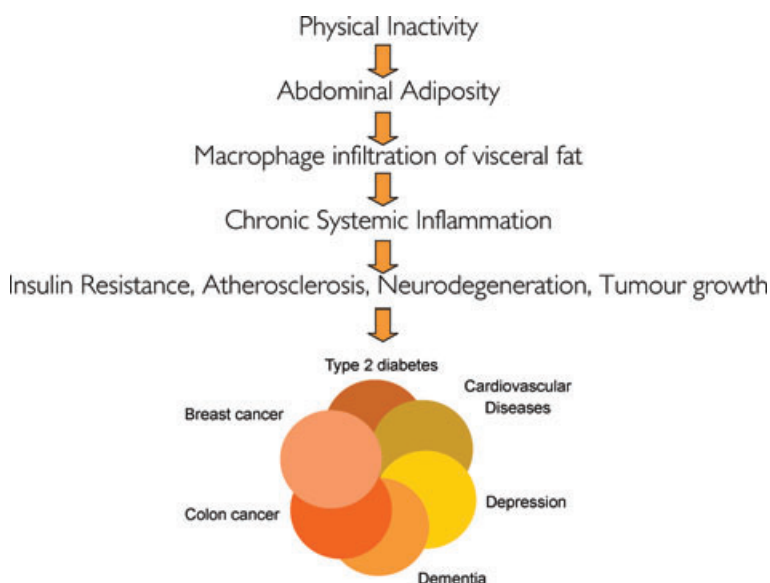 Physical Inactivity
Abdominal Adiposity
Macrophage infiltration of visceral fat
Chronic Systemic Inflammation
Insulin Resistance, Atherosclerosis, Neurodegeneration, Tumour growth
Type 2 diabetes
Cardiovascular
Diseases
Breast cancer
Depression
Colon cancer
Dementia